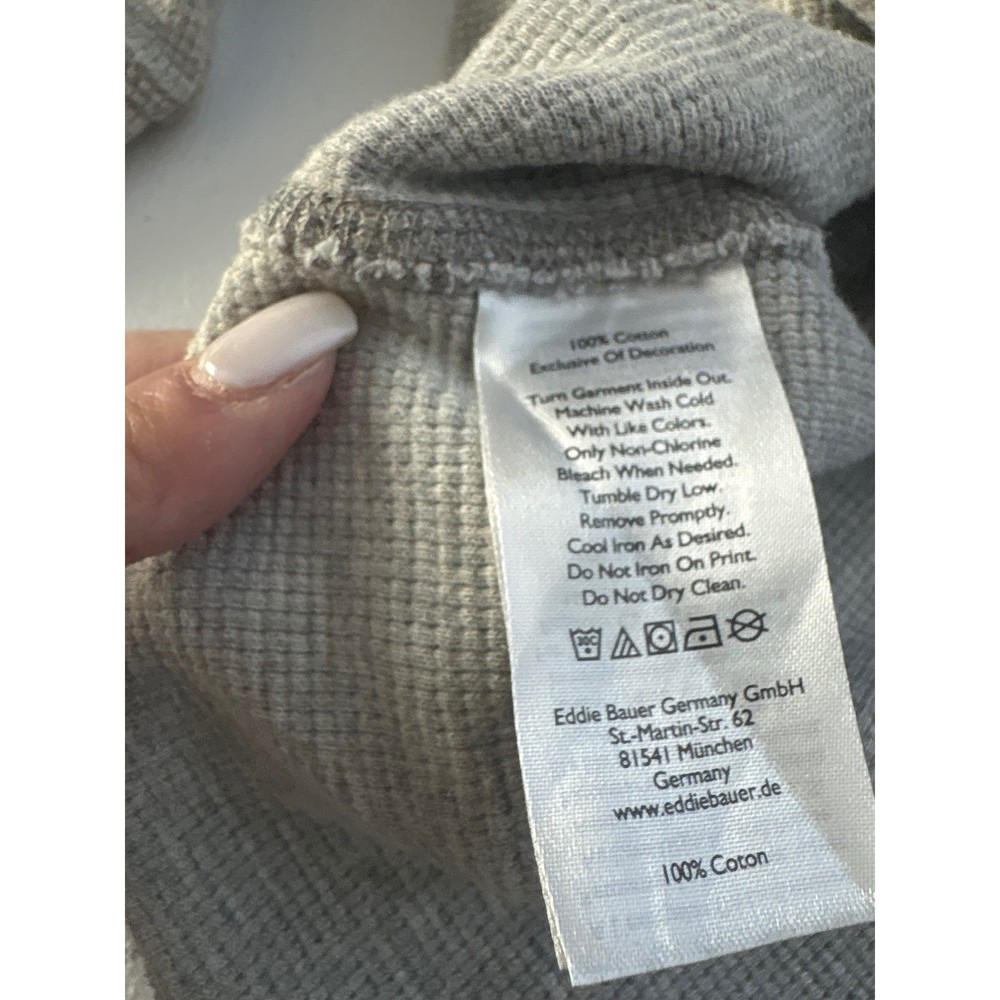 100% Cotton
Exclusive Of Decoration
Turn Garment Inside Out.
Machine Wash Cold
With Like Colors.
Only Non-Chlorine
Bleach When Needed.
Tumble Dry Low.
Remove Promptly.
Cool Iron As Desired.
Do Not Iron On Print.
Do Not Dry Clean.
30C
Eddie Bauer Germany GmbH
St.-Martin-Str. 62
81541 München
Germany
www.eddiebauer.de
100% Coton